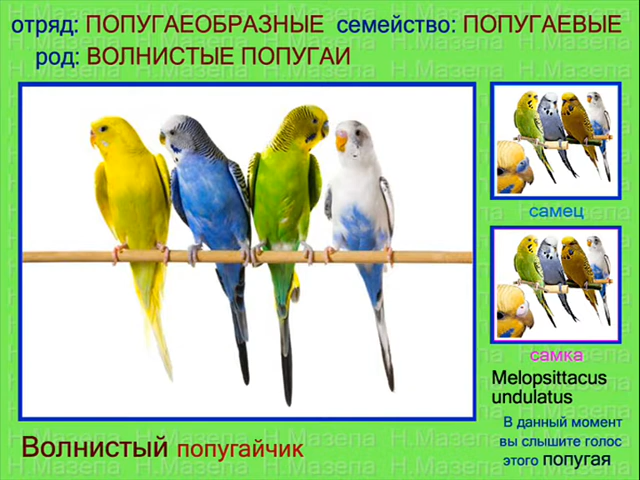 отряд: ПОПУГАЕОБРАЗНЫЕ семейство: ПОПУГАЕВЫЕ
род: ВОЛНИСТЫЕ ПОПУГАИ
самец
самка
Melopsittacus
undulatus
В данный момент
вы слышите голос
этого попугая
Волнистый попугайчик
Н.Мазепа